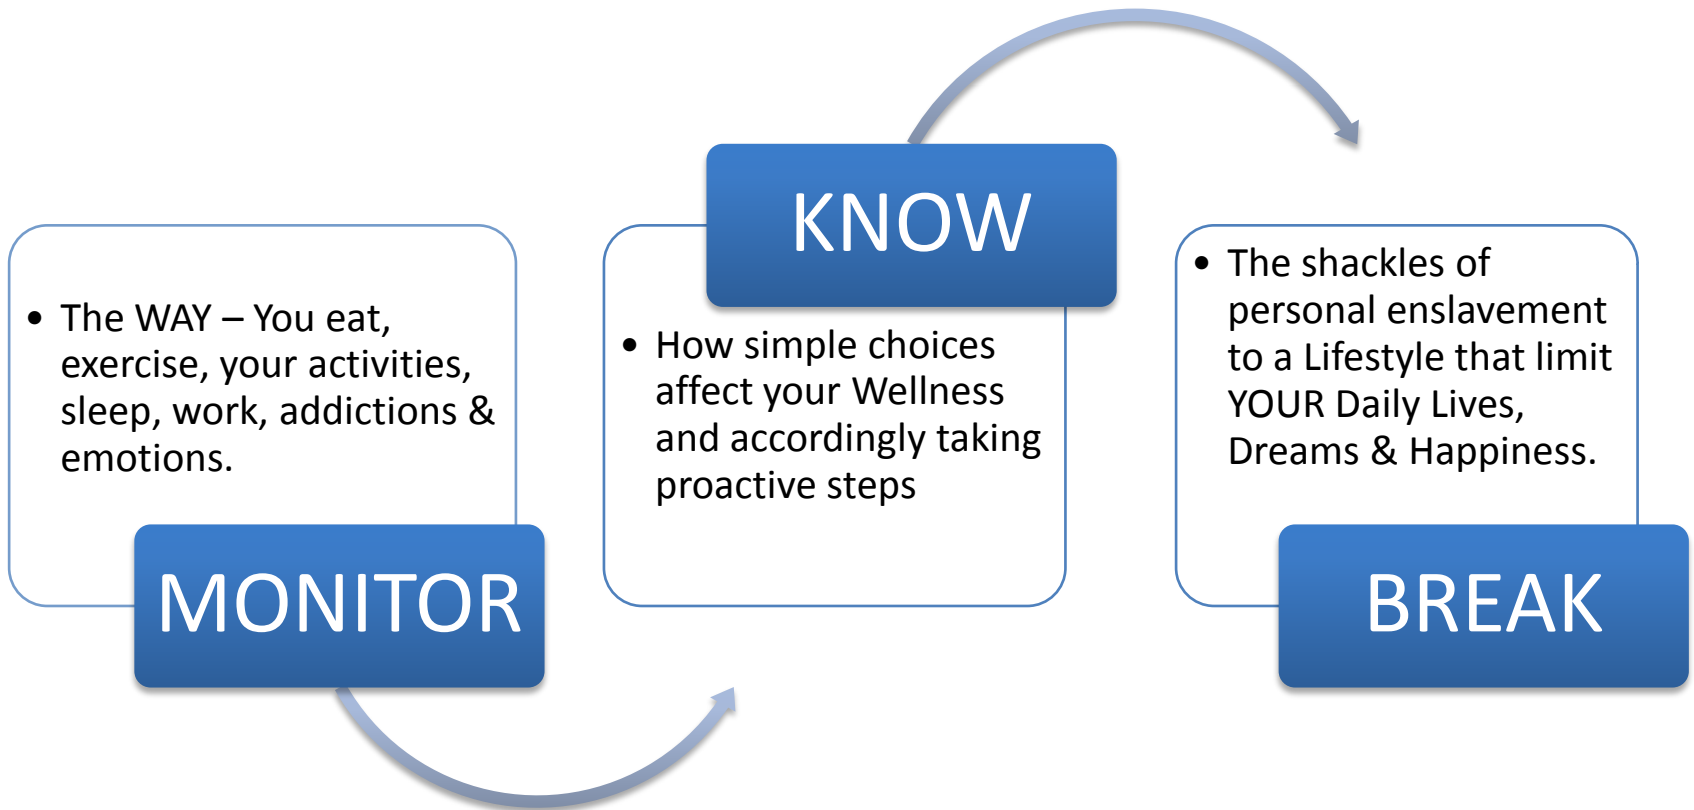 • The WAY – You eat,
exercise, your activities,
sleep, work, addictions &
emotions.
MONITOR
KNOW
• How simple choices
affect your Wellness
and accordingly taking
proactive steps
• The shackles of
personal enslavement
to a Lifestyle that limit
YOUR Daily Lives,
Dreams & Happiness.
BREAK